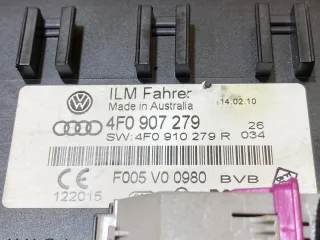 ILM Fahrer
Made in Australia
14.02.10
4F0 907 279
26
SW: 4F0 910 279 R 034
CE F005 V0 0980 BVB
122015